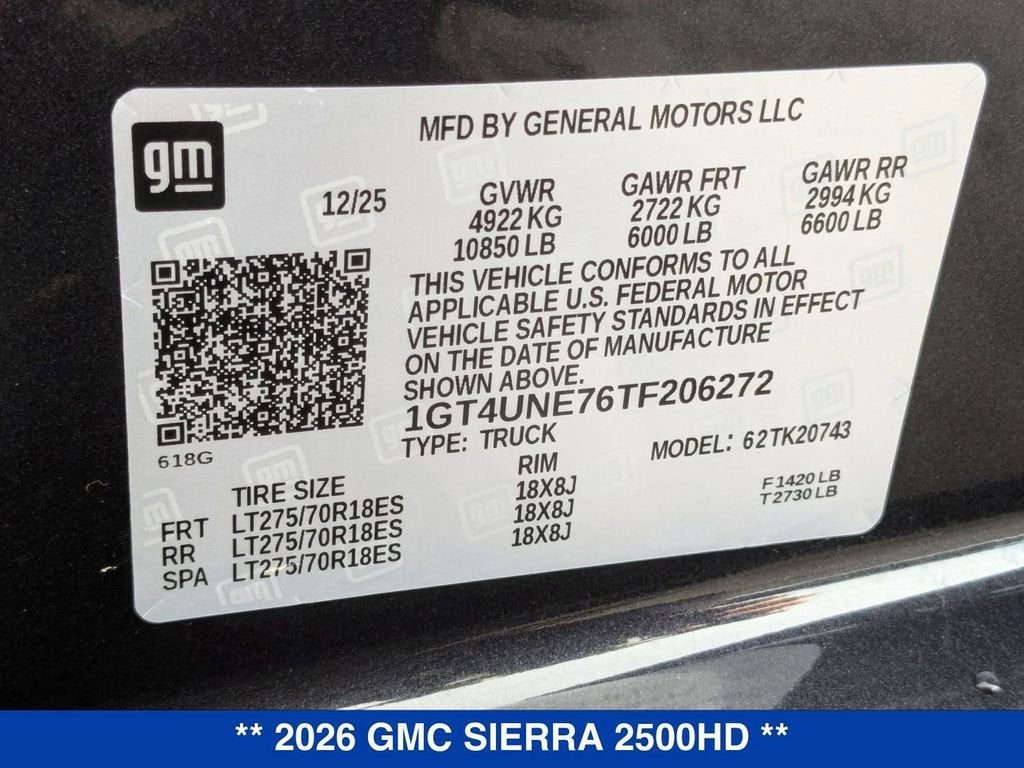 MFD BY GENERAL MOTORS LLC
gm
12/25
GVWR GAWR FRT GAWR RR
4922 KG 2722 KG 2994 KG
10850 LB 6000 LB 6600 LB
THIS VEHICLE CONFORMS TO ALL
APPLICABLE U.S. FEDERAL MOTOR
VEHICLE SAFETY STANDARDS IN EFFECT
ON THE DATE OF MANUFACTURE
SHOWN ABOVE.
1GT4UNE76TF206272
TYPE: TRUCK MODEL: 62TK20743
618G
TIRE SIZE RIM
FRT LT275/70R18ES 18X8J
RR LT275/70R18ES 18X8J
SPA LT275/70R18ES 18X8J
F1420 LB
T2730 LB
** 2026 GMC SIERRA 2500HD **